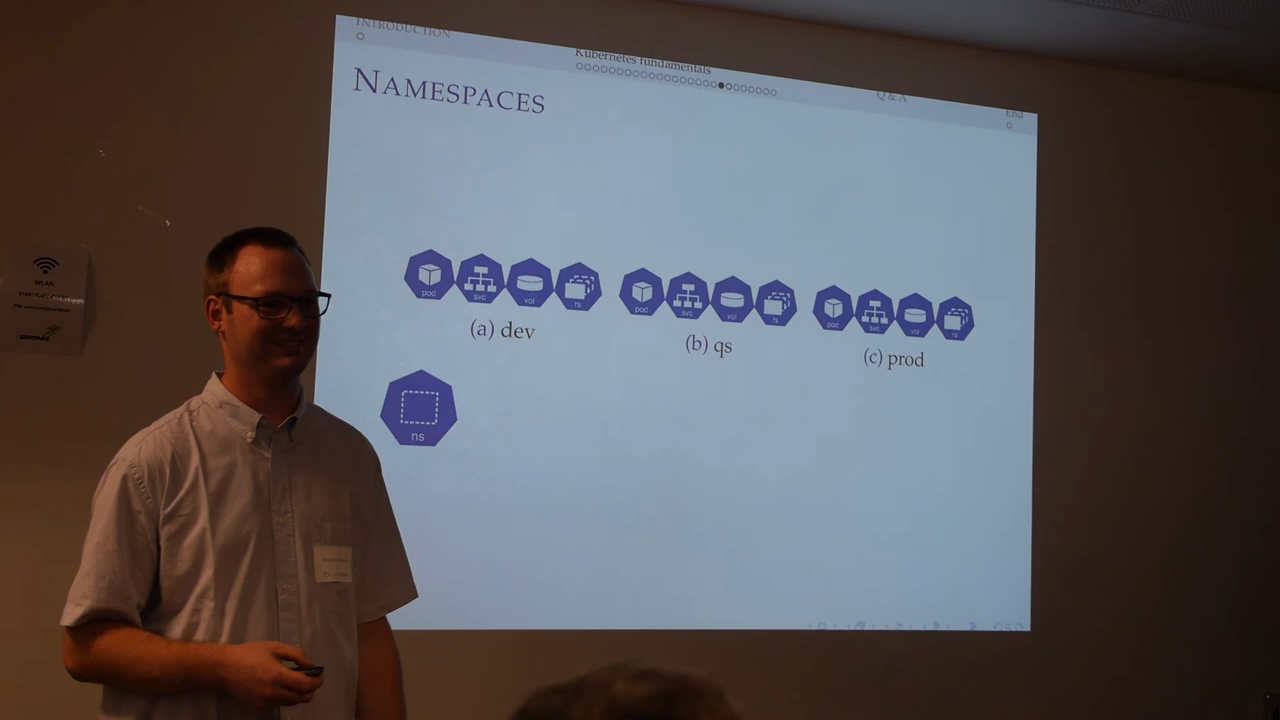 INTRODUCTION
Kubernetes fundamentals
Q & A
End
NAMESPACES
pod svc vol rs
pod svc vol rs
pod svc vol rs
(a) dev
(b) qs
(c) prod
ns
WLAN